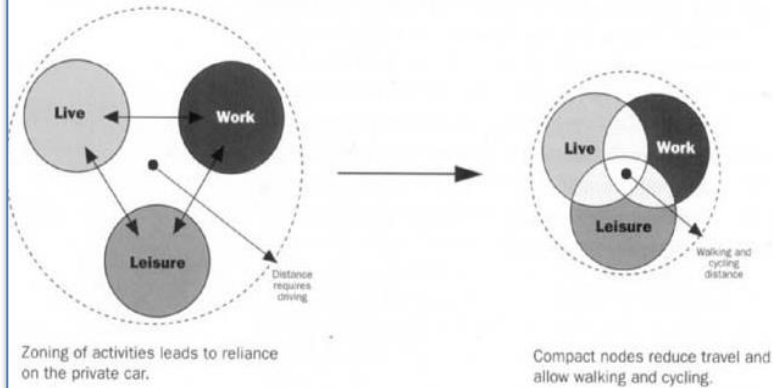 Live
Work
Leisure
Distance
requires
driving
Zoning of activities leads to reliance
on the private car.
Live
Work
Leisure
Walking and
cycling
distance
Compact nodes reduce travel and
allow walking and cycling.